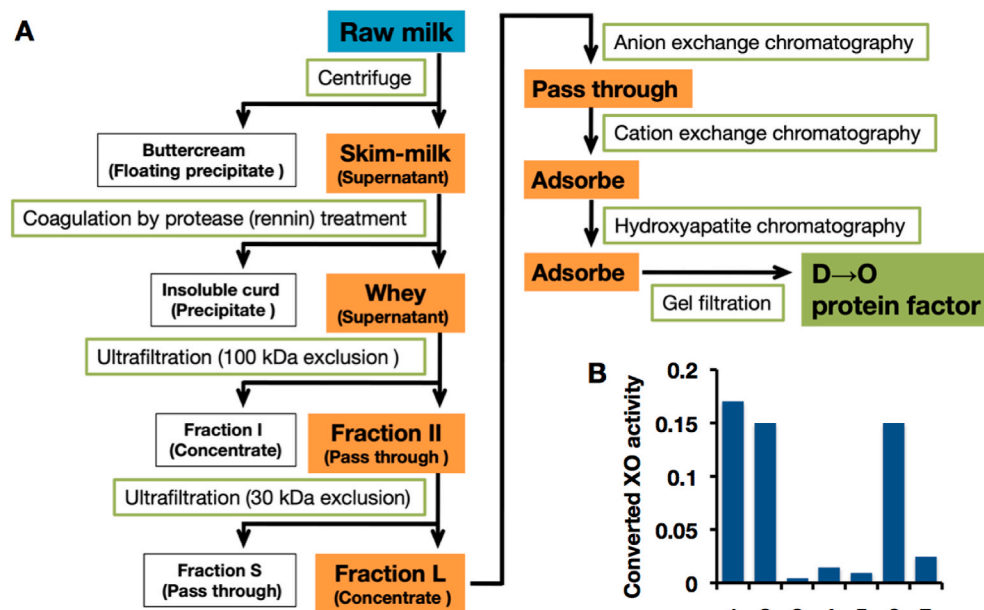 A
Raw milk
Centrifuge
Buttercream
(Floating precipitate )
Skim-milk
(Supernatant)
Coagulation by protease (rennin) treatment
Insoluble curd
(Precipitate )
Whey
(Supernatant)
Ultrafiltration (100 kDa exclusion )
Fraction I
(Concentrate)
Fraction II
(Pass through )
Ultrafiltration (30 kDa exclusion)
Fraction S
(Pass through)
Fraction L
(Concentrate )
Anion exchange chromatography
Pass through
Cation exchange chromatography
Adsorbe
Hydroxyapatite chromatography
Adsorbe
Gel filtration
D→O
protein factor
B
Converted XO activity
0.2
0.15
0.1
0.05
0